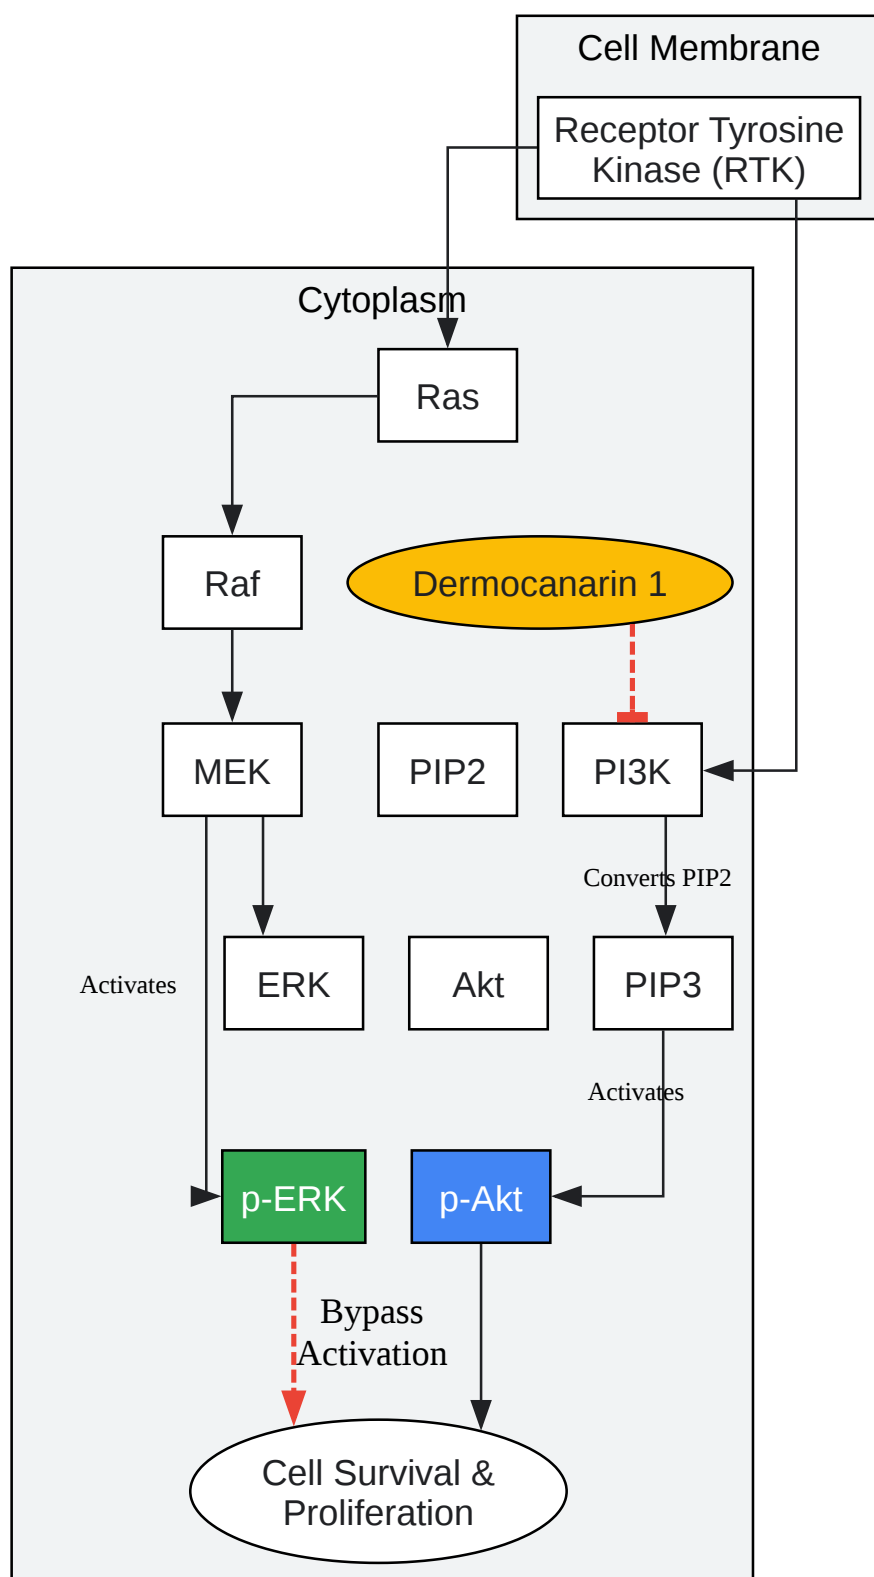 Cell Membrane
Receptor Tyrosine
Kinase (RTK)
Cytoplasm
Ras
Raf
Dermocanarin 1
MEK
PIP2
PI3K
Converts PIP2
ERK
Akt
PIP3
Activates
Activates
p-ERK
p-Akt
Bypass
Activation
Cell Survival &
Proliferation